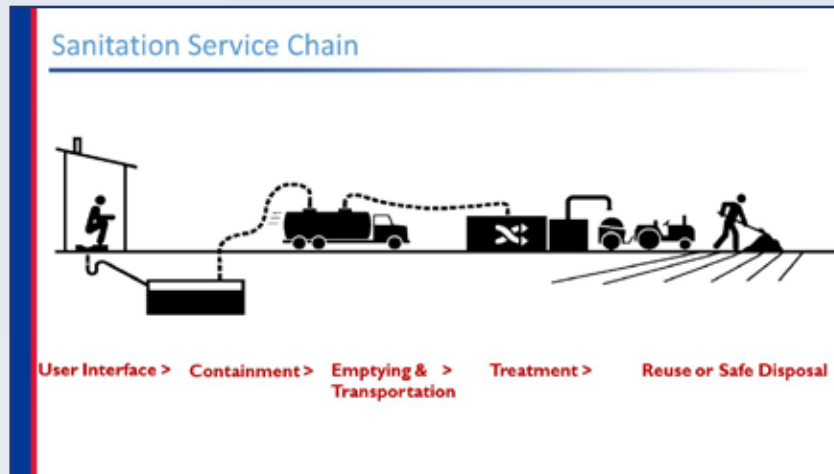 Sanitation Service Chain
User Interface > Containment > Emptying & > Treatment > Reuse or Safe Disposal
Transportation